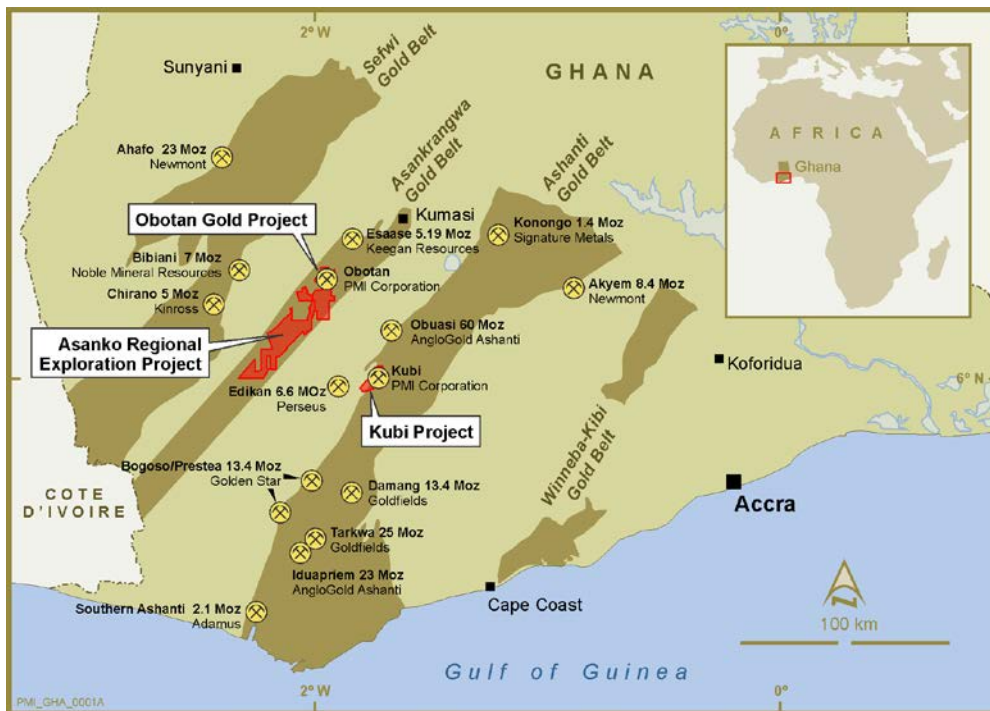 2° W
0°
Sunyani
Sefwi
Gold Belt
GHANA
Asankrangwa
Gold Belt
Ashanti
Gold Belt
AFRICA
Ghana
Ahafo 23 Moz
Newmont
Obotan Gold Project
Kumasi
Esaase 5.19 Moz
Keegan Resources
Konongo 1.4 Moz
Signature Metals
Bibiani 7 Moz
Noble Mineral Resources
Obotan
PMI Corporation
Akyem 8.4 Moz
Newmont
Chirano 5 Moz
Kinross
Obuasi 60 Moz
AngloGold Ashanti
Asanko Regional
Exploration Project
Koforidua
Kubi
PMI Corporation
6° N
Edikan 6.6 MOz
Perseus
Kubi Project
Winneba-Kibi
Gold Belt
Bogoso/Prestea 13.4 Moz
Golden Star
Damang 13.4 Moz
Goldfields
COTE
D'IVOIRE
Accra
Tarkwa 25 Moz
Goldfields
Iduapriem 23 Moz
AngloGold Ashanti
Southern Ashanti 2.1 Moz
Adamus
Cape Coast
N
100 km
Gulf of Guinea
PMI_GHA_0001A
2° W
0°